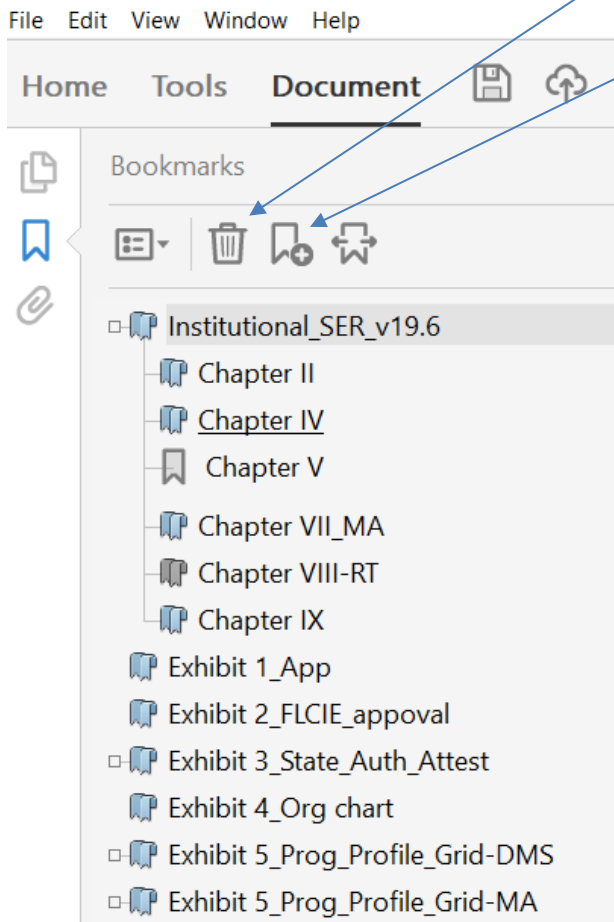 File Edit View Window Help
Home Tools Document
Bookmarks
Institutional_SER_v19.6
Chapter II
Chapter IV
Chapter V
Chapter VII_MA
Chapter VIII-RT
Chapter IX
Exhibit 1_App
Exhibit 2_FLCIE_appoval
Exhibit 3_State_Auth_Attest
Exhibit 4_Org chart
Exhibit 5_Prog_Profile_Grid-DMS
Exhibit 5_Prog_Profile_Grid-MA